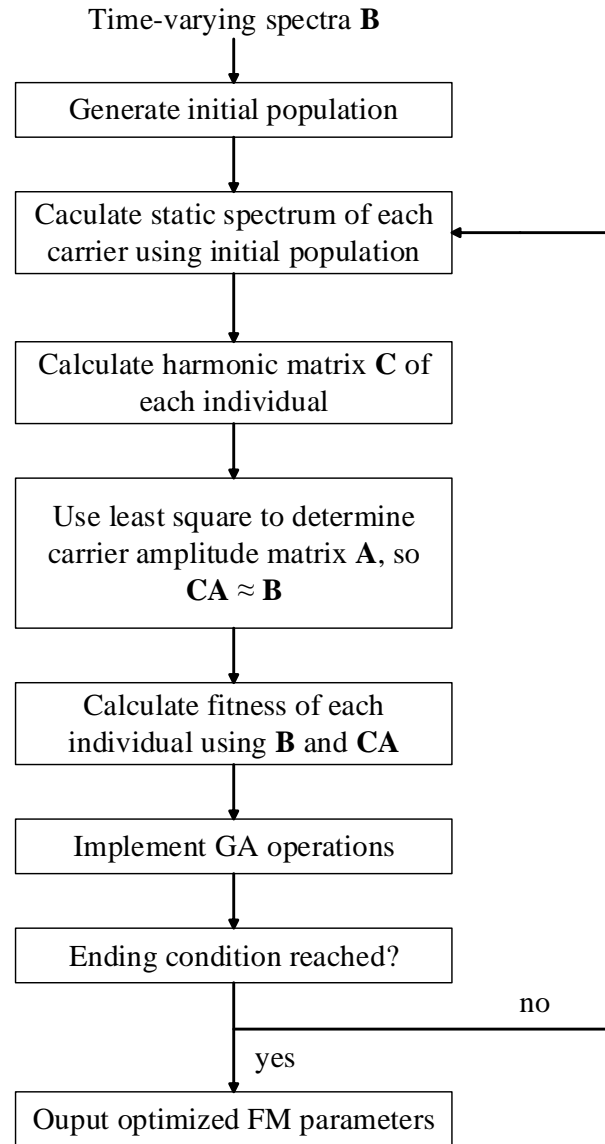 Time-varying spectra B
Generate initial population
Caculate static spectrum of each
carrier using initial population
Calculate harmonic matrix C of
each individual
Use least square to determine
carrier amplitude matrix A, so
CA ≈ B
Calculate fitness of each
individual using B and CA
Implement GA operations
Ending condition reached?
no
yes
Ouput optimized FM parameters